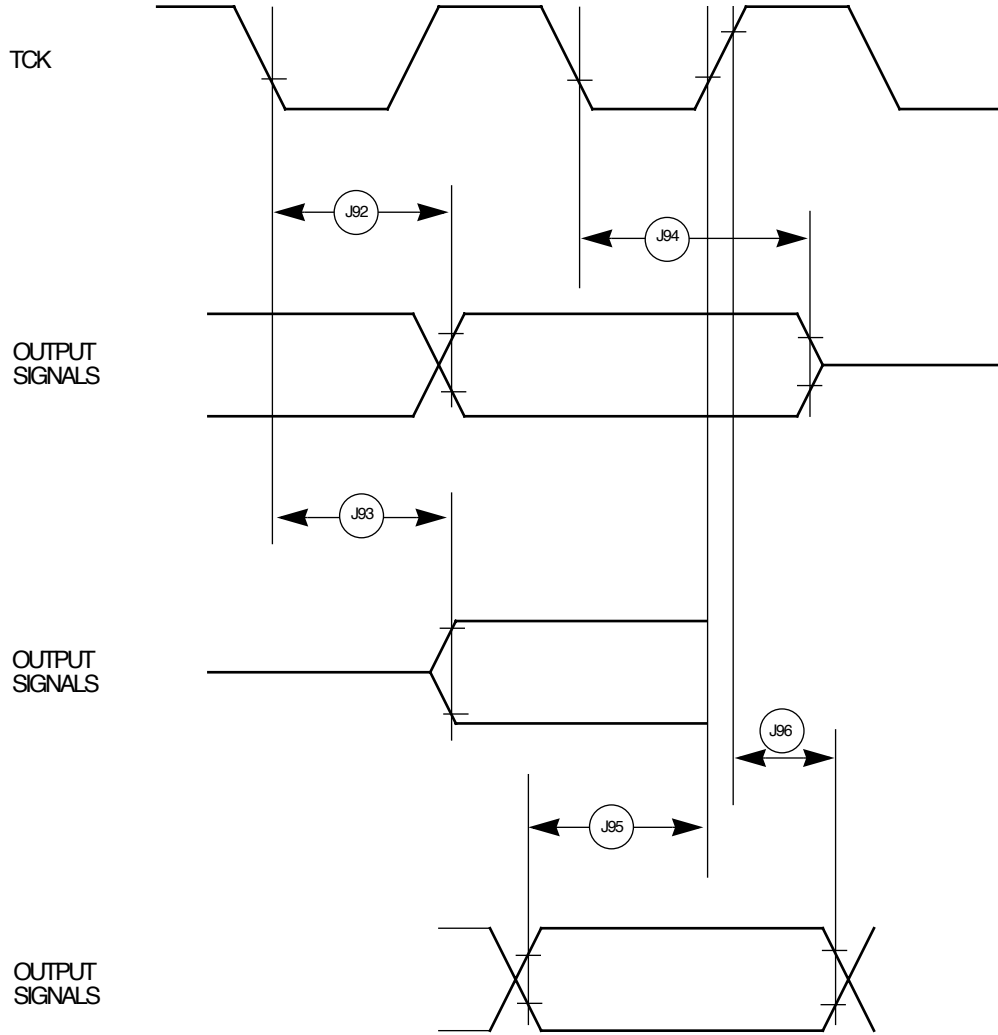 TCK
J92
J94
OUTPUT
SIGNALS
J93
OUTPUT
SIGNALS
J96
J95
OUTPUT
SIGNALS